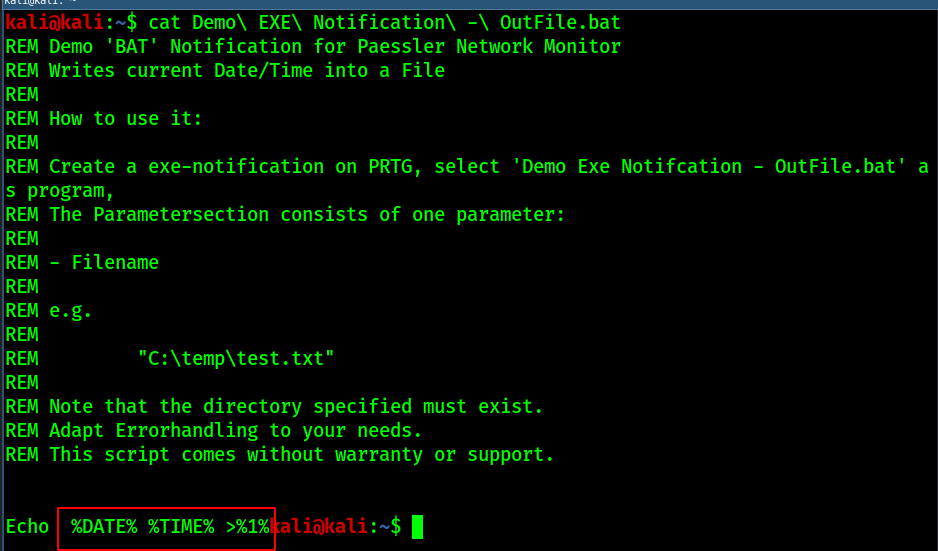 kali@kali: ~
kali@kali:~$ cat Demo\ EXE\ Notification\ -\ OutFile.bat
REM Demo 'BAT' Notification for Paessler Network Monitor
REM Writes current Date/Time into a File
REM
REM How to use it:
REM
REM Create a exe-notification on PRTG, select 'Demo Exe Notifcation - OutFile.bat' a
s program,
REM The Parametersection consists of one parameter:
REM
REM - Filename
REM
REM e.g.
REM
REM         "C:\temp\test.txt"
REM
REM Note that the directory specified must exist.
REM Adapt Errorhandling to your needs.
REM This script comes without warranty or support.
Echo  %DATE% %TIME% >%1%kali@kali:~$